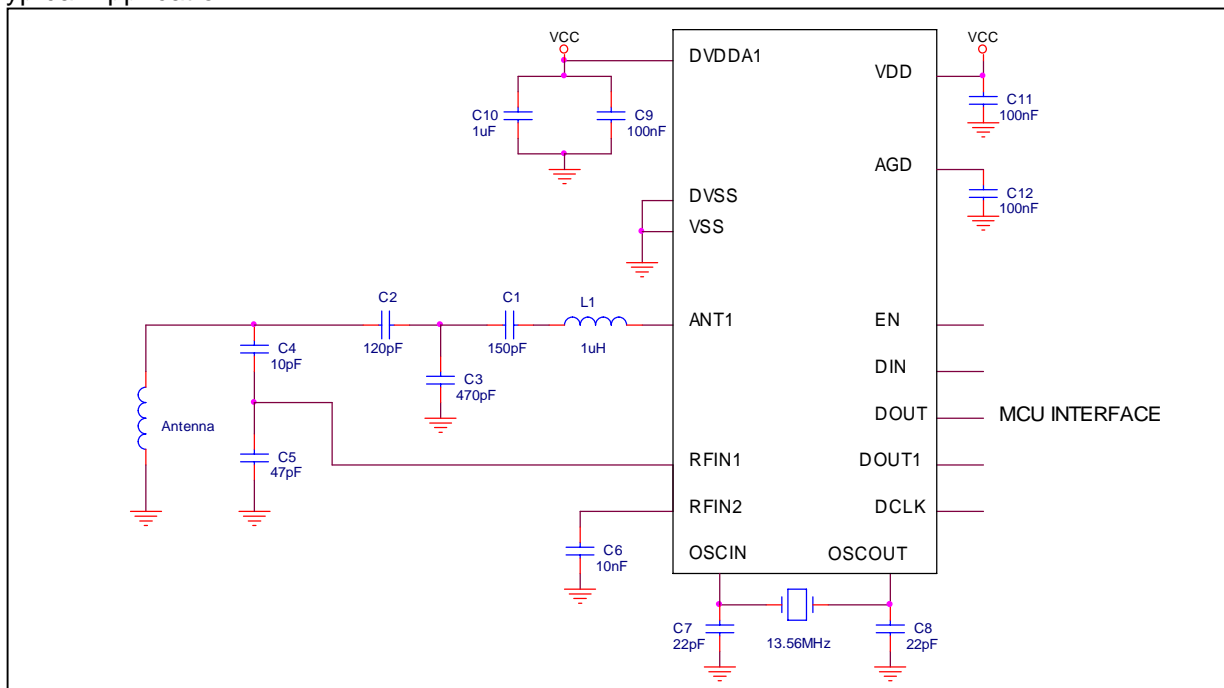 VCC
VCC
DVDDA1
VDD
C10
1uF
C9
100nF
C11
100nF
AGD
C12
100nF
DVSS
VSS
C2
120pF
C1
150pF
L1
1uH
ANT1
EN
C4
10pF
C3
470pF
DIN
Antenna
DOUT
MCU INTERFACE
C5
47pF
RFIN1
DOUT1
RFIN2
DCLK
C6
10nF
OSCIN
OSCOUT
C7
22pF
13.56MHz
C8
22pF